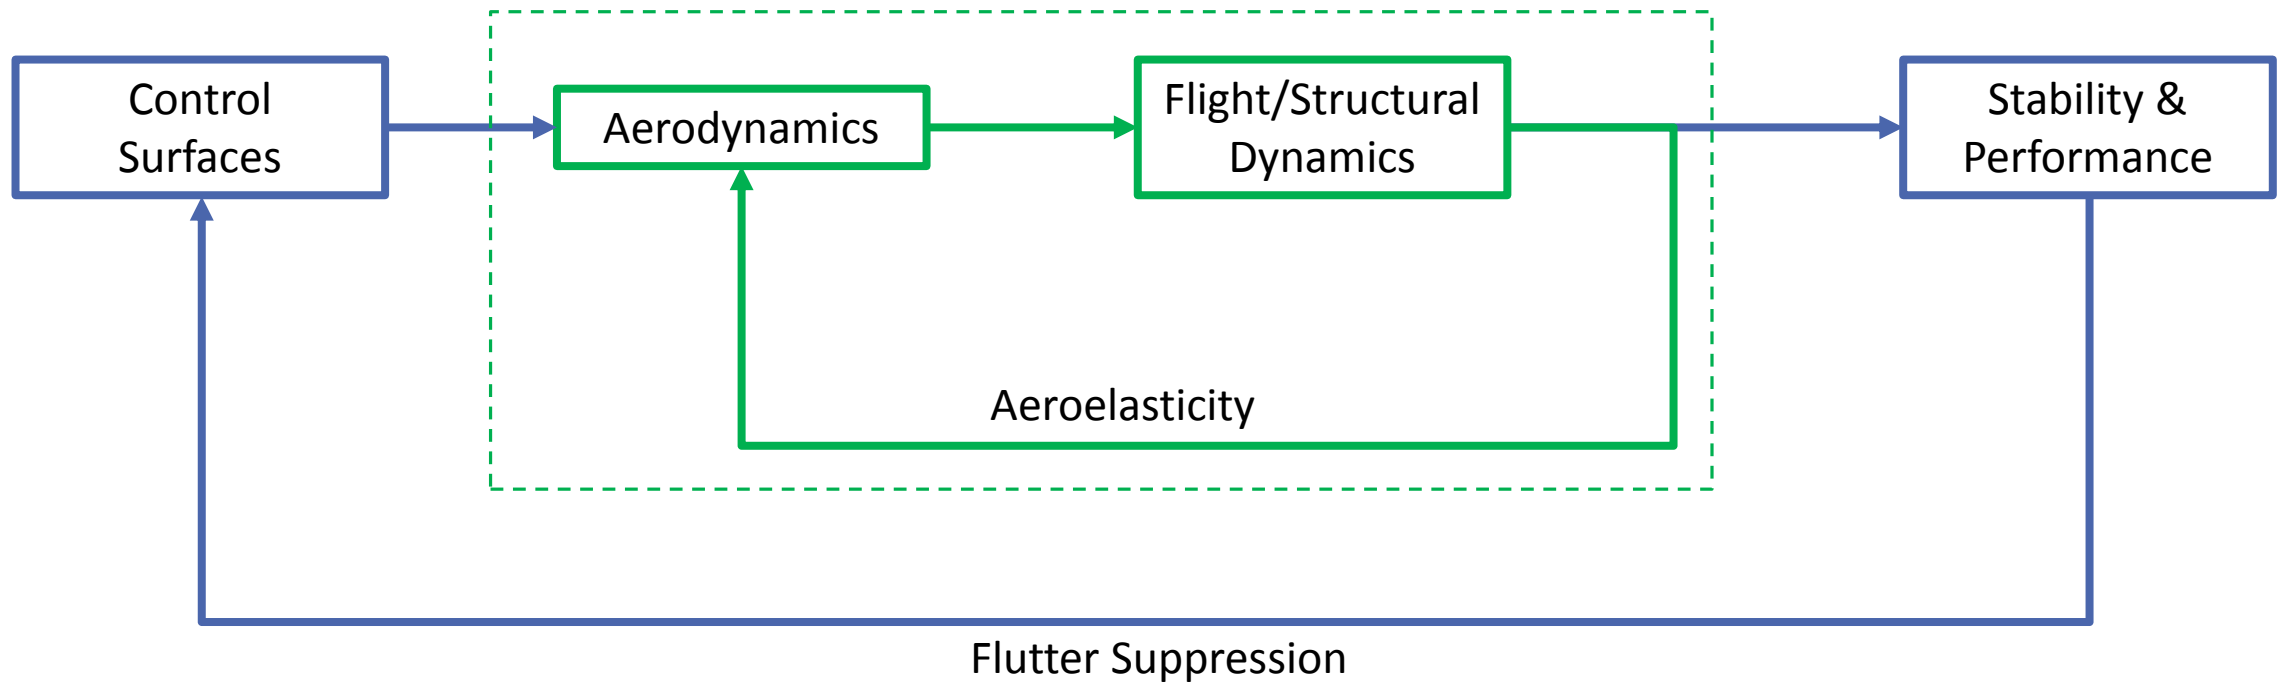 Control
Surfaces
Aerodynamics
Flight/Structural
Dynamics
Stability &
Performance
Aeroelasticity
Flutter Suppression